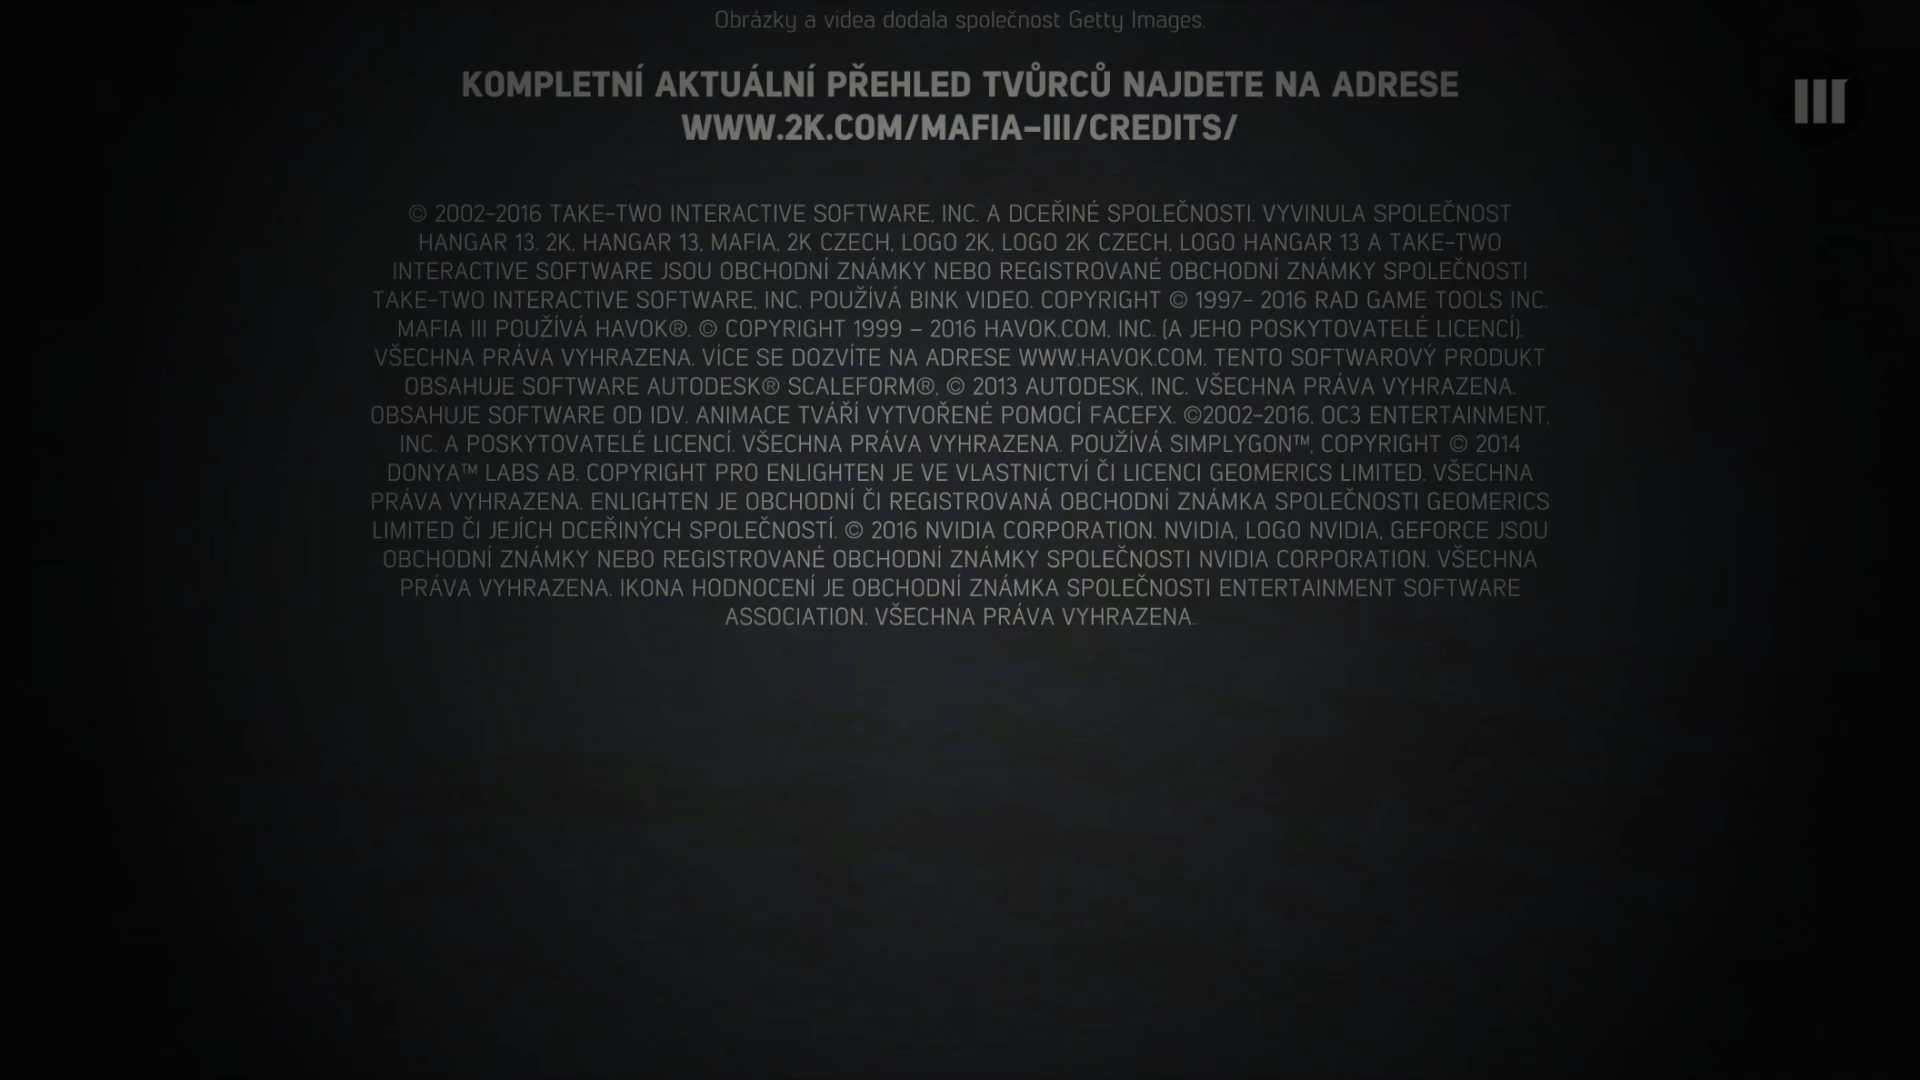 Obrázky a videa dodala společnost Getty Images.
KOMPLETNÍ AKTUÁLNÍ PŘEHLED TVŮRCŮ NAJDETE NA ADRESE
WWW.2K.COM/MAFIA-III/CREDITS/
III
© 2002-2016 TAKE-TWO INTERACTIVE SOFTWARE, INC. A DCEŘINÉ SPOLEČNOSTI. VYVINULA SPOLEČNOST
HANGAR 13. 2K, HANGAR 13, MAFIA, 2K CZECH, LOGO 2K, LOGO 2K CZECH, LOGO HANGAR 13 A TAKE-TWO
INTERACTIVE SOFTWARE JSOU OBCHODNÍ ZNÁMKY NEBO REGISTROVANÉ OBCHODNÍ ZNÁMKY SPOLEČNOSTI
TAKE-TWO INTERACTIVE SOFTWARE, INC. POUŽÍVÁ BINK VIDEO. COPYRIGHT © 1997- 2016 RAD GAME TOOLS INC.
MAFIA III POUŽÍVÁ HAVOK®. © COPYRIGHT 1999 – 2016 HAVOK.COM, INC. (A JEHO POSKYTOVATELÉ LICENCÍ).
VŠECHNA PRÁVA VYHRAZENA. VÍCE SE DOZVÍTE NA ADRESE WWW.HAVOK.COM. TENTO SOFTWAROVÝ PRODUKT
OBSAHUJE SOFTWARE AUTODESK® SCALEFORM®, © 2013 AUTODESK, INC. VŠECHNA PRÁVA VYHRAZENA.
OBSAHUJE SOFTWARE OD IDV. ANIMACE TVÁŘÍ VYTVOŘENÉ POMOCÍ FACEFX. ©2002-2016, OC3 ENTERTAINMENT,
INC. A POSKYTOVATELÉ LICENCÍ. VŠECHNA PRÁVA VYHRAZENA. POUŽÍVÁ SIMPLYGON™, COPYRIGHT © 2014
DONYA™ LABS AB. COPYRIGHT PRO ENLIGHTEN JE VE VLASTNICTVÍ ČI LICENCI GEOMERICS LIMITED. VŠECHNA
PRÁVA VYHRAZENA. ENLIGHTEN JE OBCHODNÍ ČI REGISTROVANÁ OBCHODNÍ ZNÁMKA SPOLEČNOSTI GEOMERICS
LIMITED ČI JEJÍCH DCEŘINÝCH SPOLEČNOSTÍ. © 2016 NVIDIA CORPORATION. NVIDIA, LOGO NVIDIA, GEFORCE JSOU
OBCHODNÍ ZNÁMKY NEBO REGISTROVANÉ OBCHODNÍ ZNÁMKY SPOLEČNOSTI NVIDIA CORPORATION. VŠECHNA
PRÁVA VYHRAZENA. IKONA HODNOCENÍ JE OBCHODNÍ ZNÁMKA SPOLEČNOSTI ENTERTAINMENT SOFTWARE
ASSOCIATION. VŠECHNA PRÁVA VYHRAZENA.